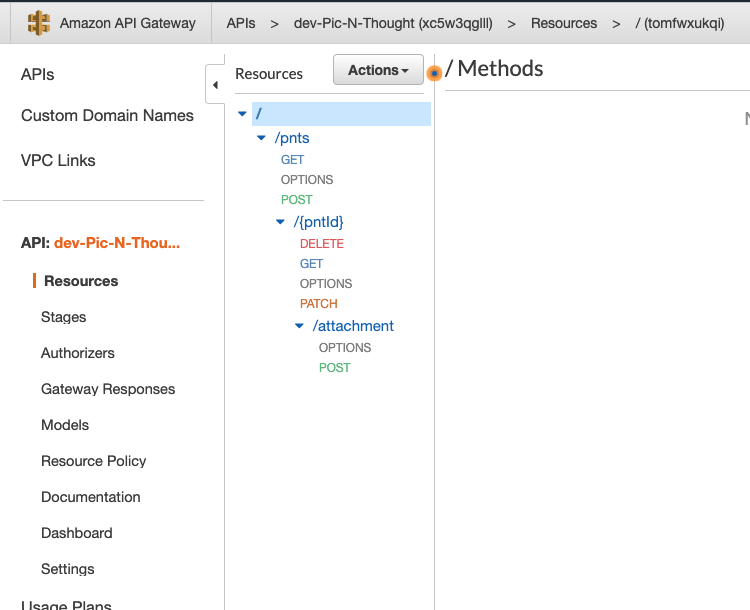 Amazon API Gateway APIs > dev-Pic-N-Thought (xc5w3qglll) > Resources > / (tomfwxukqi)
APIs
Custom Domain Names
VPC Links
API: dev-Pic-N-Thou...
Resources
Stages
Authorizers
Gateway Responses
Models
Resource Policy
Documentation
Dashboard
Settings
Usage Plans
Resources Actions
/
/pnts
GET
OPTIONS
POST
/{pntId}
DELETE
GET
OPTIONS
PATCH
/attachment
OPTIONS
POST
/ Methods